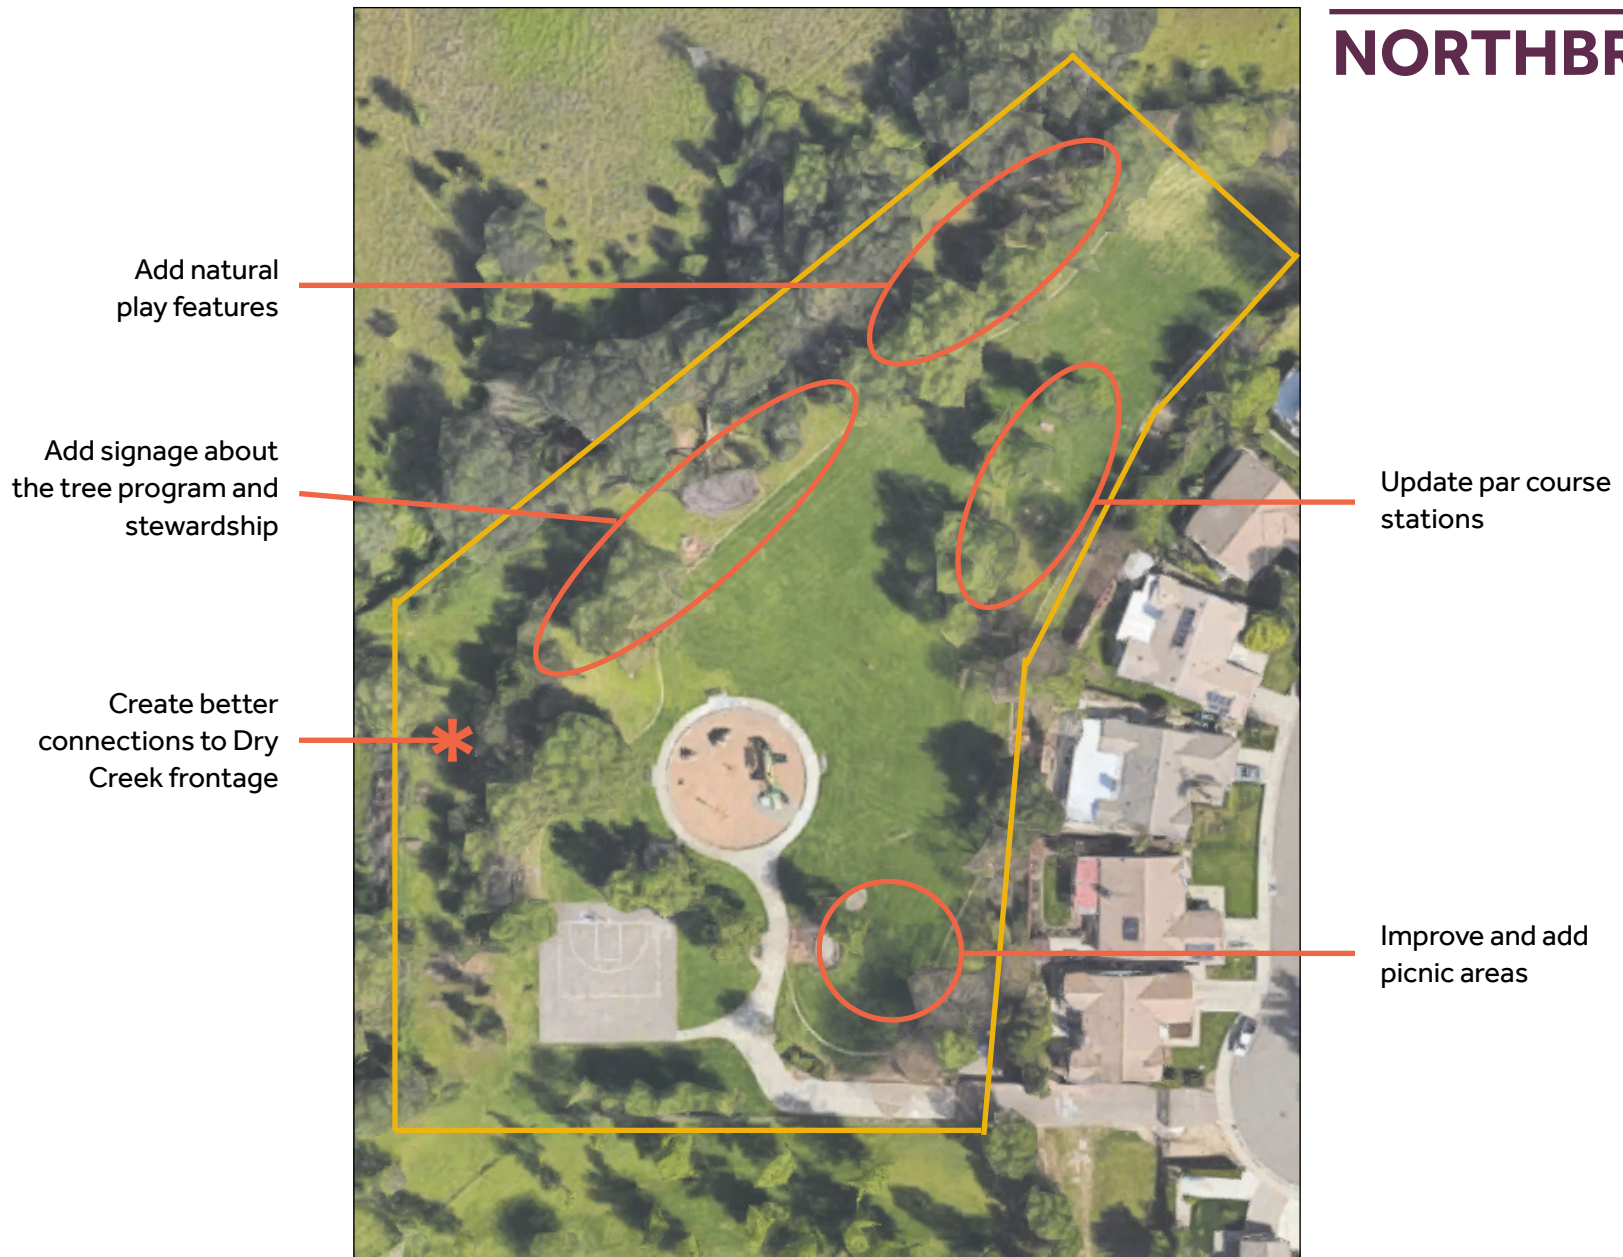 NORTHBR
Add natural
play features
Add signage about
the tree program and
stewardship
Create better
connections to Dry
Creek frontage
Update par course
stations
Improve and add
picnic areas